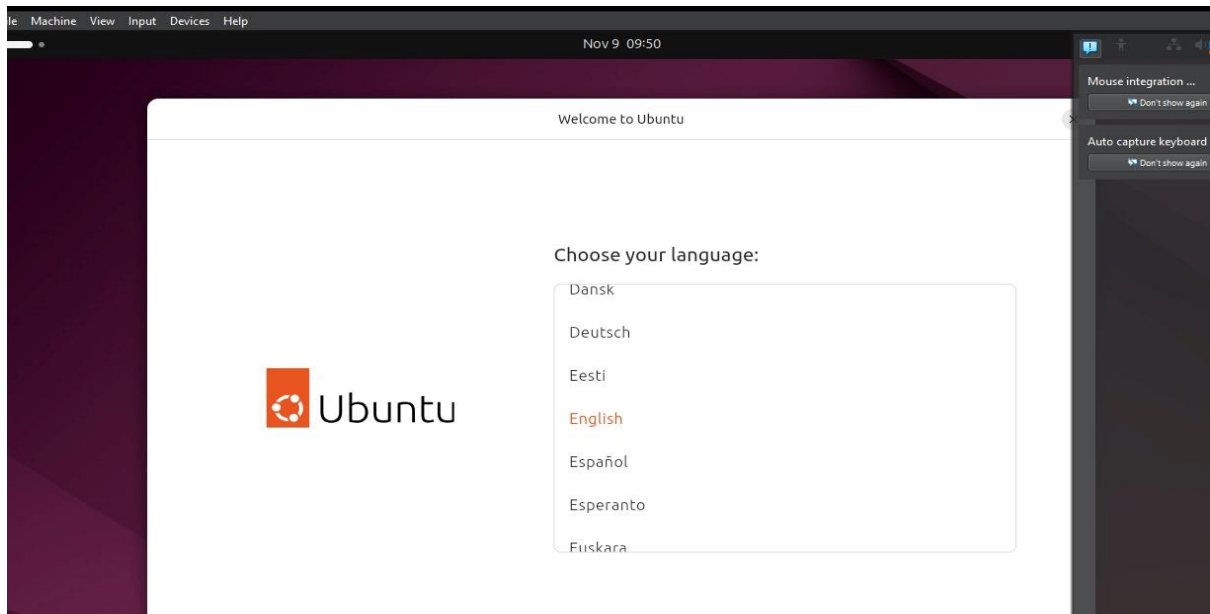 le Machine View Input Devices Help
Nov 9 09:50
Mouse integration ...
Don't show again
Welcome to Ubuntu
Auto capture keyboard
Don't show again
Choose your language:
Dansk
Deutsch
Eesti
English
Español
Esperanto
Euskara
Ubuntu